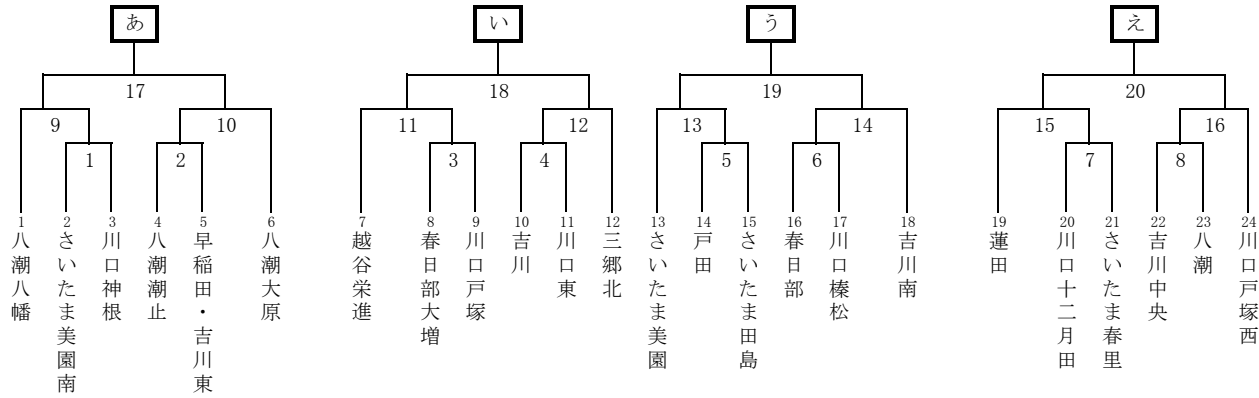 あ い う え
17 18 19 20
9 10 11 12 13 14 15 16
1 2 3 4 5 6 7 8
1 2 3 4 5 6 7 8 9 10 11 12 13 14 15 16 17 18 19 20 21 22 23 24
八潮八幡
さいたま美園南
川口神根
八潮潮止
早稲田・吉川東
八潮大原
越谷栄進
春日部大増
川口戸塚
吉川
川口東
三郷北
さいたま美園
戸田
さいたま田島
春日部
川口榛松
吉川南
蓮田
川口十二月田
さいたま春里
吉川中央
八潮
川口戸塚西